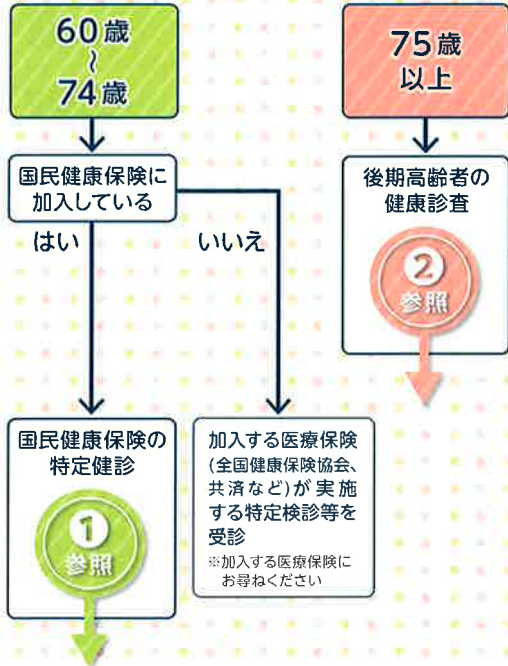 60歳
～
74歳
国民健康保険に
加入している
はい
いいえ
国民健康保険の
特定健診
1
参照
加入する医療保険
(全国健康保険協会、
共済など)が実施
する特定検診等を
受診
※加入する医療保険に
お尋ねください
75歳
以上
後期高齢者の
健康診査
2
参照